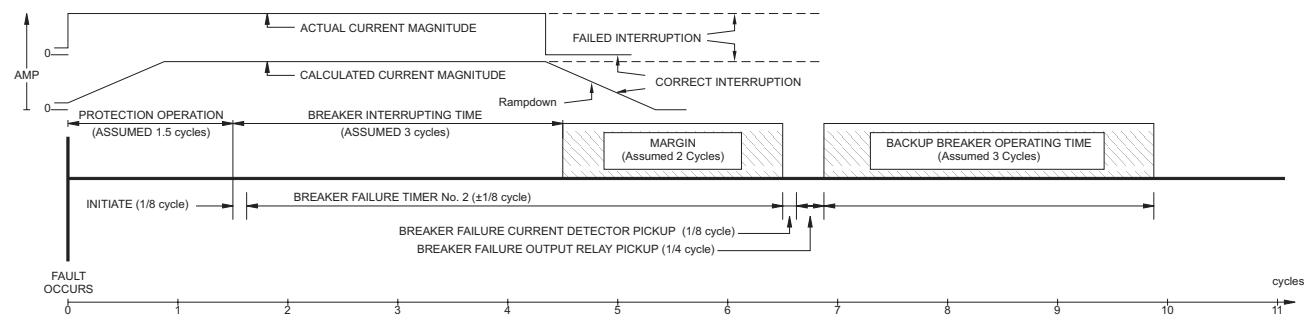 ACTUAL CURRENT MAGNITUDE
FAILED INTERRUPTION
0
AMP
CALCULATED CURRENT MAGNITUDE
CORRECT INTERRUPTION
Rampdown
0
PROTECTION OPERATION
(ASSUMED 1.5 cycles)
BREAKER INTERRUPTING TIME
(ASSUMED 3 cycles)
MARGIN
(Assumed 2 Cycles)
BACKUP BREAKER OPERATING TIME
(Assumed 3 Cycles)
INITIATE (1/8 cycle)
BREAKER FAILURE TIMER No. 2 (±1/8 cycle)
BREAKER FAILURE CURRENT DETECTOR PICKUP (1/8 cycle)
BREAKER FAILURE OUTPUT RELAY PICKUP (1/4 cycle)
FAULT
OCCURS
cycles
0 1 2 3 4 5 6 7 8 9 10 11